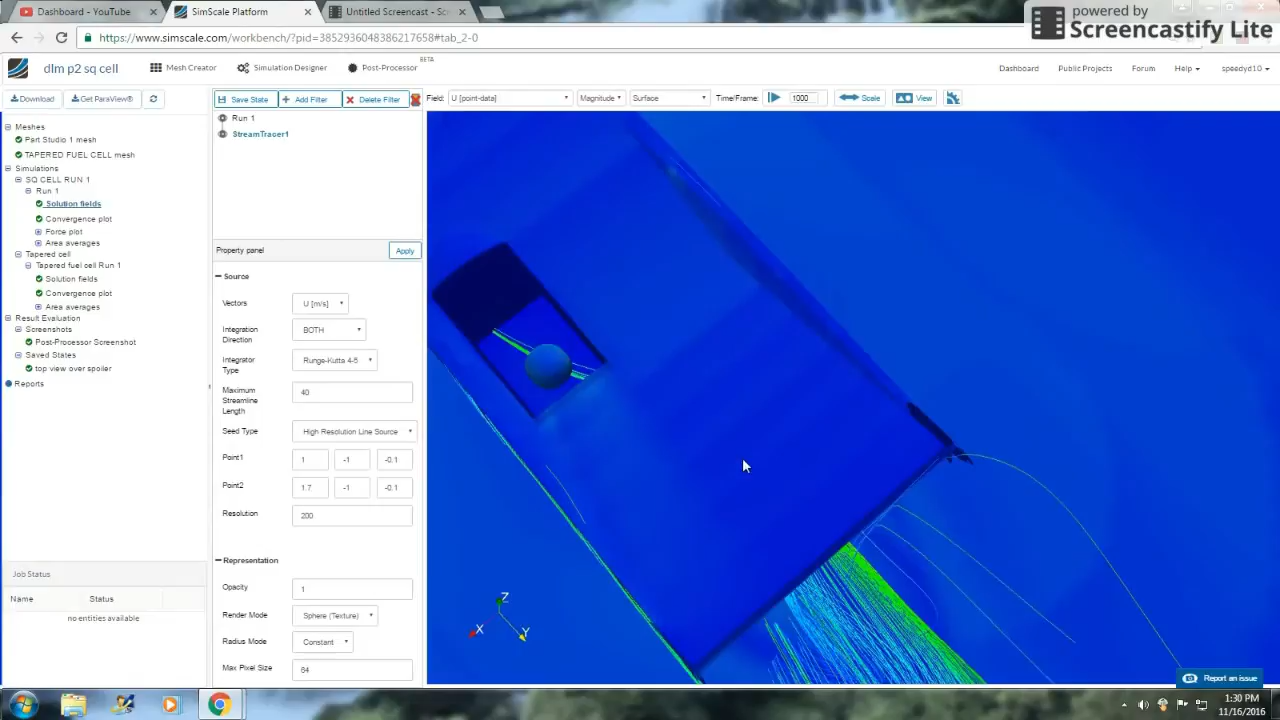 Dashboard - YouTube
SimScale Platform
Untitled Screencast - Sc
powered by
Screencastify Lite
https://www.simscale.com/workbench/?pid=3852960483862176​98#tab_2-0
dlm p2 sq cell
Mesh Creator
Simulation Designer
Post-Processor
BETA
Dashboard
Public Projects
Forum
Help
speedyd10
Download
Get ParaView®
Save State
Add Filter
Delete Filter
Field:
U [point-data]
Magnitude
Surface
Time/Frame:
1000
Scale
View
Meshes
Part Studio 1 mesh
TAPERED FUEL CELL mesh
Simulations
SQ CELL RUN 1
Run 1
Solution fields
Convergence plot
Force plot
Area averages
Tapered cell
Tapered fuel cell Run 1
Solution fields
Convergence plot
Area averages
Result Evaluation
Screenshots
Post-Processor Screenshot
Saved States
top view over spoiler
Reports
Job Status
Name
Status
no entities available
Run 1
StreamTracer1
Property panel
Apply
Source
Vectors
U [m/s]
Integration
Direction
BOTH
Integrator
Type
Runge-Kutta 4-5
Maximum
Streamline
Length
40
Seed Type
High Resolution Line Source
Point1
1
-1
-0.1
Point2
1.7
-1
-0.1
Resolution
200
Representation
Opacity
1
Render Mode
Sphere (Texture)
Radius Mode
Constant
Max Pixel Size
64
Z
X
Y
Report an issue
1:30 PM
11/16/2016